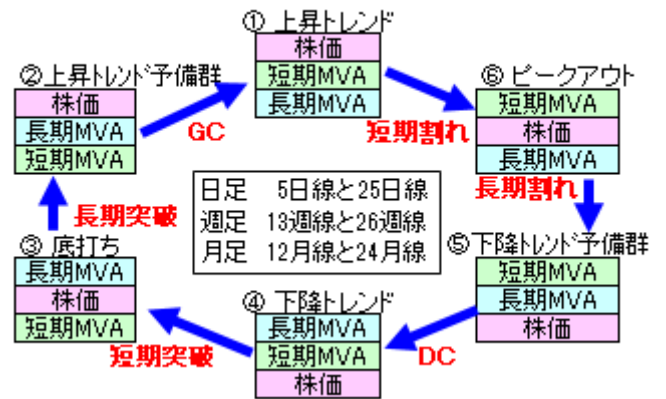 ① 上昇トレンド
株価
短期MVA
長期MVA
② 上昇トレンド予備群
株価
長期MVA
短期MVA
GC
⑥ ピークアウト
短期MVA
株価
長期MVA
短期割れ
長期割れ
日足 5日線と25日線
週足 13週線と26週線
月足 12月線と24月線
長期突破
③ 底打ち
長期MVA
株価
短期MVA
⑤下降トレンド予備群
短期MVA
長期MVA
株価
④ 下降トレンド
長期MVA
短期MVA
株価
短期突破
DC